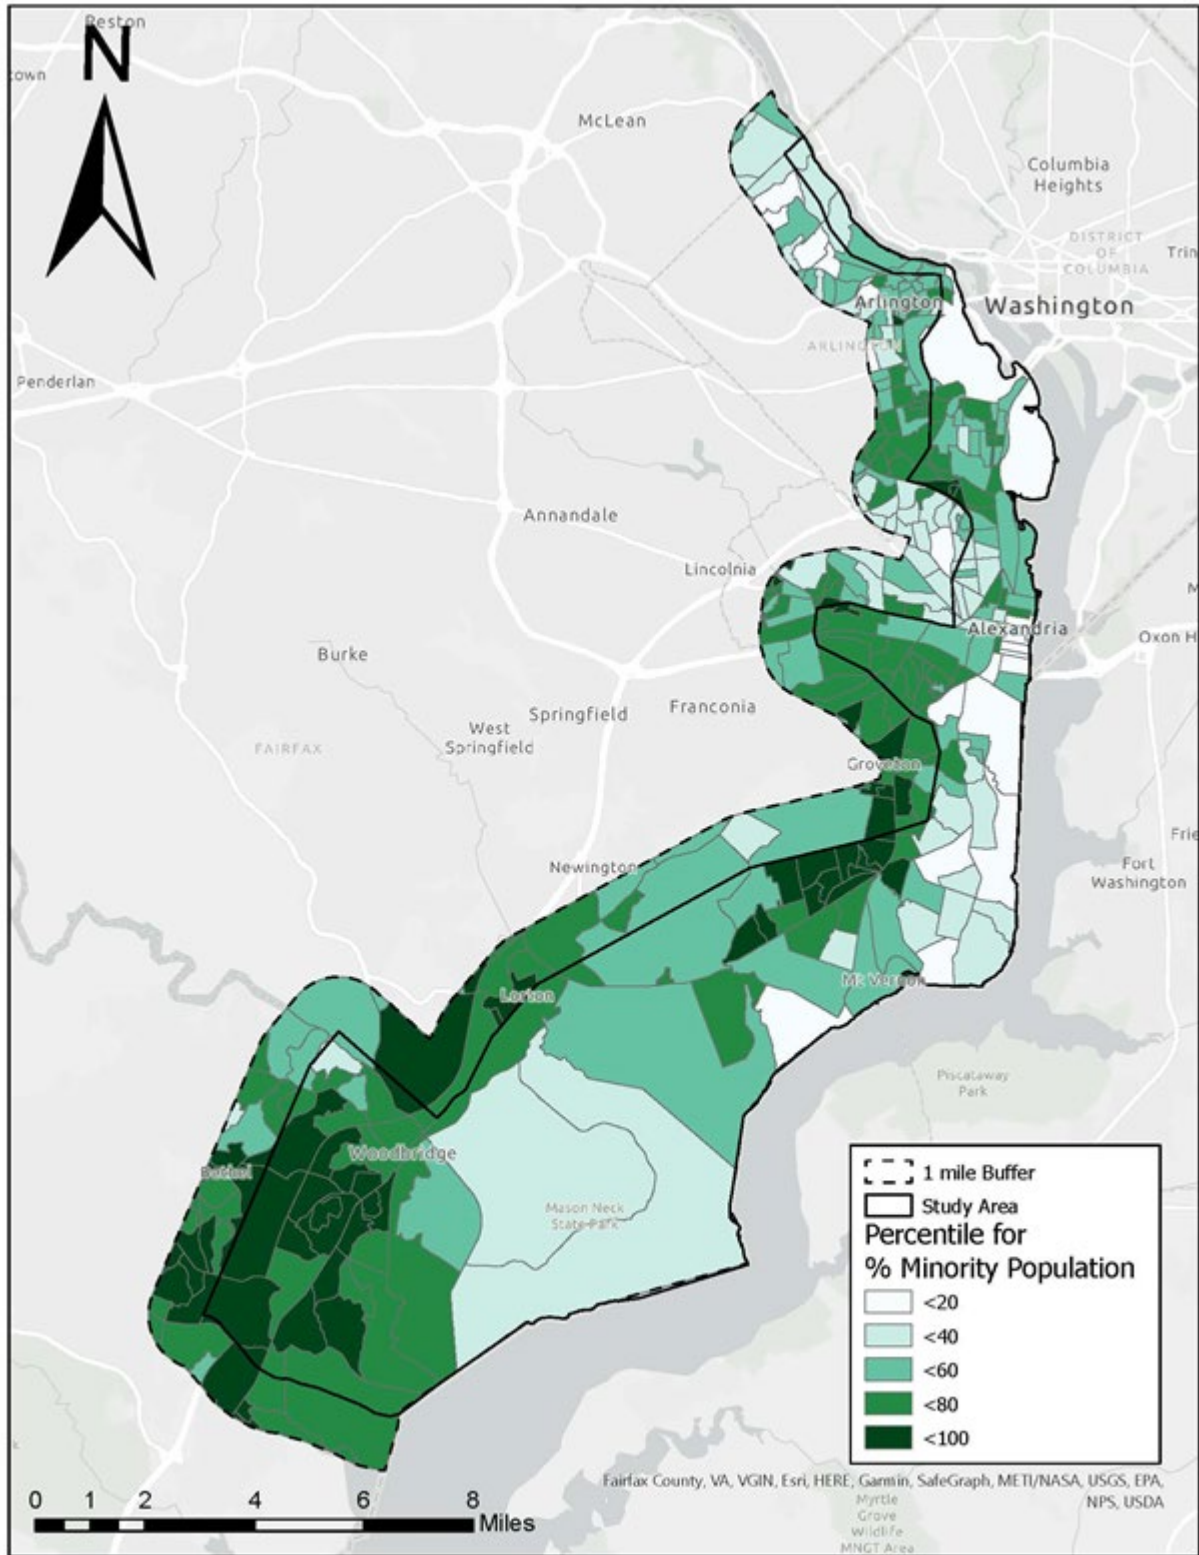 Reston
N
own
McLean
Columbia
Heights
DISTRICT
OF
COLUMBIA
Trin
Arlington
Washington
ARLINGTON
Penderlan
Annandale
Lincolnia
Alexandria
Oxon H
Burke
Springfield
Franconia
West
Springfield
FAIRFAX
Groveton
Frie
Newington
Fort
Washington
Mt Vernon
Lorton
Piscataway
Park
Woodbridge
Mason Neck
State Park
1 mile Buffer
Study Area
Percentile for
% Minority Population
<20
<40
<60
<80
<100
Fairfax County, VA, VGIN, Esri, HERE, Garmin, SafeGraph, METI/NASA, USGS, EPA,
NPS, USDA
0 1 2 4 6 8
Miles
Myrtle
Grove
Wildlife
MNGT Area